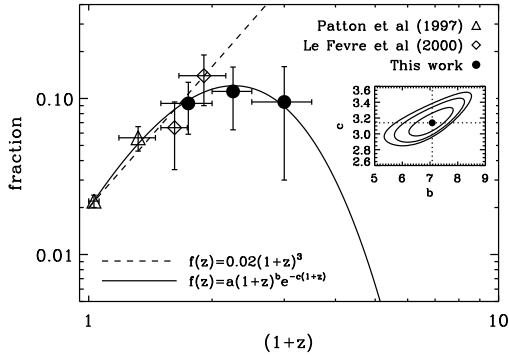 Patton et al (1997)
Le Fevre et al (2000)
This work
fraction
0.10
0.01
c
3.6
3.4
3.2
3.0
2.8
2.6
5 6 7 8 9
b
f(z)=0.02(1+z)³
f(z)=a(1+z)ᵇe⁻ᶜ⁽¹⁺ᶻ⁾
1 10
(1+z)